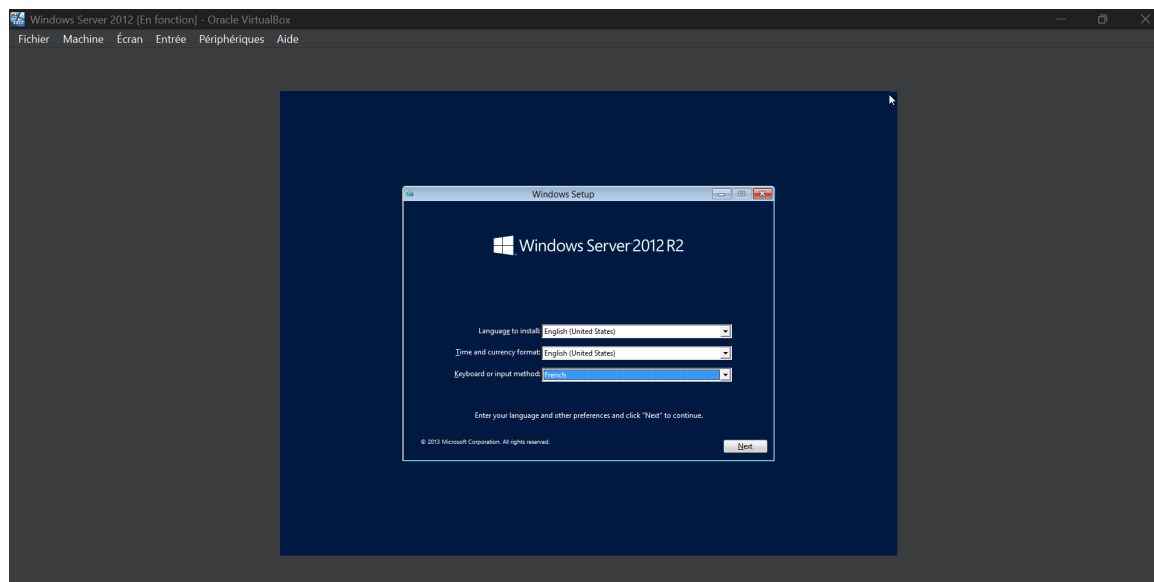 Windows Server 2012 [En fonction] - Oracle VirtualBox
Fichier Machine Écran Entrée Périphériques Aide
Windows Setup
Windows Server 2012 R2
Language to install: English (United States)
Time and currency format: English (United States)
Keyboard or input method: French
Enter your language and other preferences and click "Next" to continue.
© 2013 Microsoft Corporation. All rights reserved.
Next